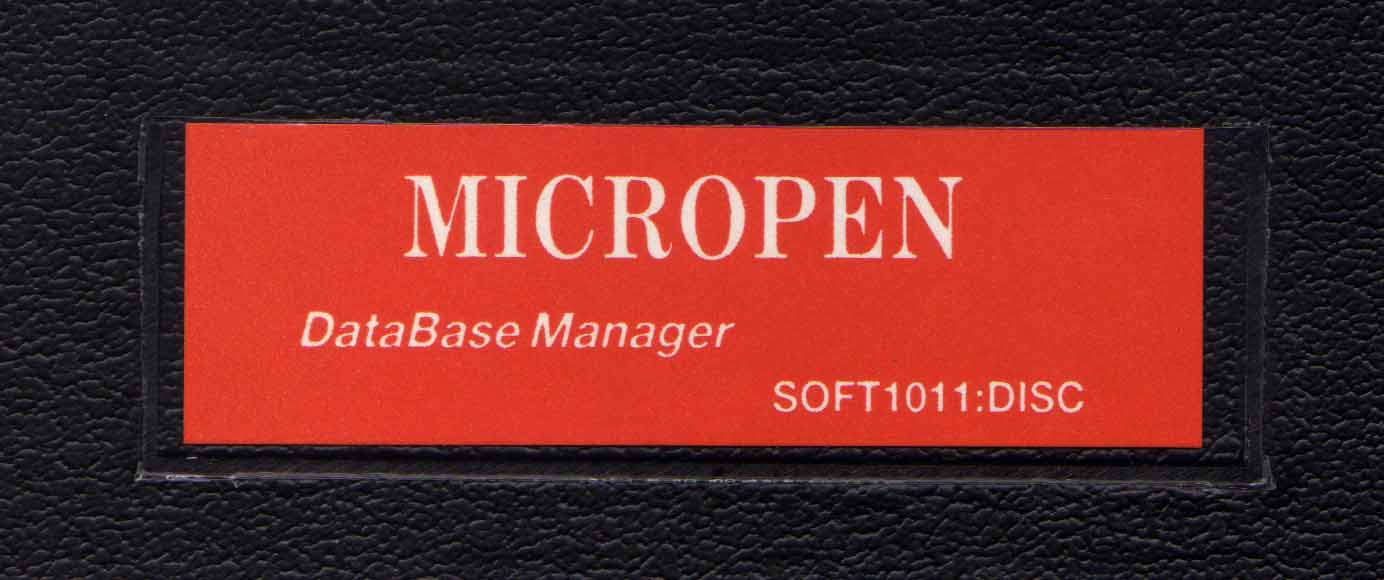 MICROPEN
DataBase Manager
SOFT1011:DISC